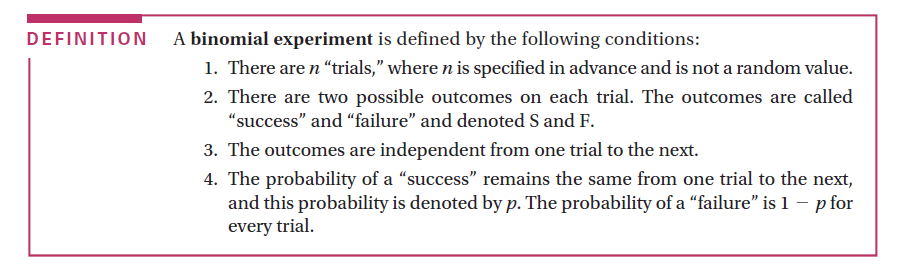 DEFINITION A binomial experiment is defined by the following conditions:
1. There are n “trials,” where n is specified in advance and is not a random value.
2. There are two possible outcomes on each trial. The outcomes are called
“success” and “failure” and denoted S and F.
3. The outcomes are independent from one trial to the next.
4. The probability of a “success” remains the same from one trial to the next,
and this probability is denoted by p. The probability of a “failure” is 1 − p for
every trial.